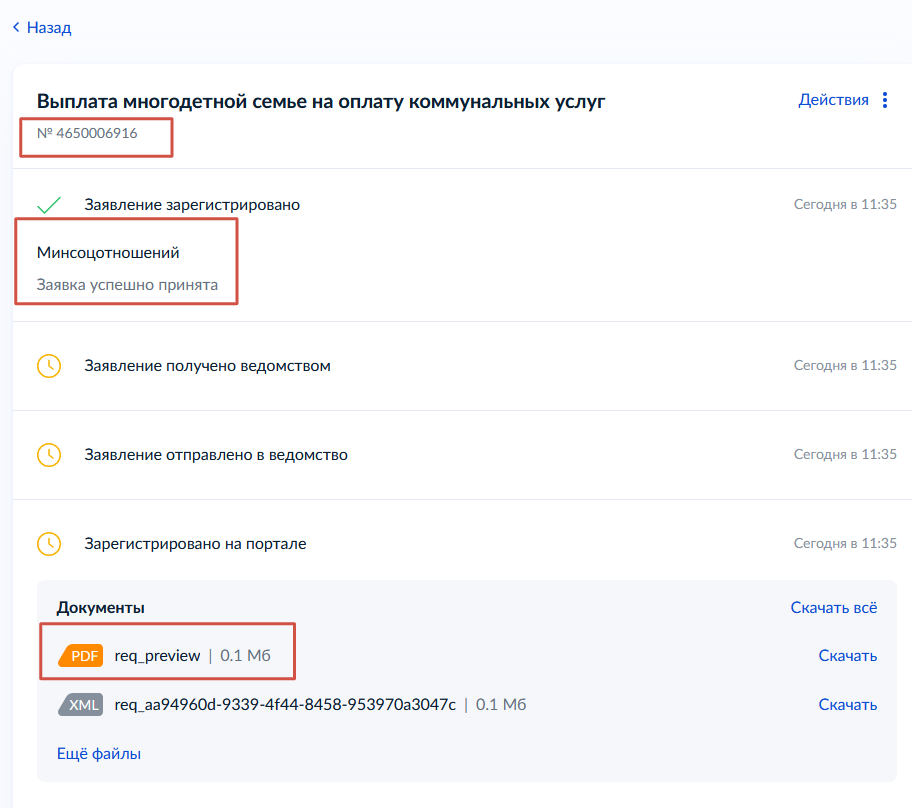 Назад
Выплата многодетной семье на оплату коммунальных услуг
Действия
№ 4650006916
Заявление зарегистрировано
Сегодня в 11:35
Минсоцотношений
Заявка успешно принята
Заявление получено ведомством
Сегодня в 11:35
Заявление отправлено в ведомство
Сегодня в 11:35
Зарегистрировано на портале
Сегодня в 11:35
Документы
Скачать всё
PDF req_preview | 0.1 Мб
Скачать
XML req_aa94960d-9339-4f44-8458-953970a3047c | 0.1 Мб
Скачать
Ещё файлы